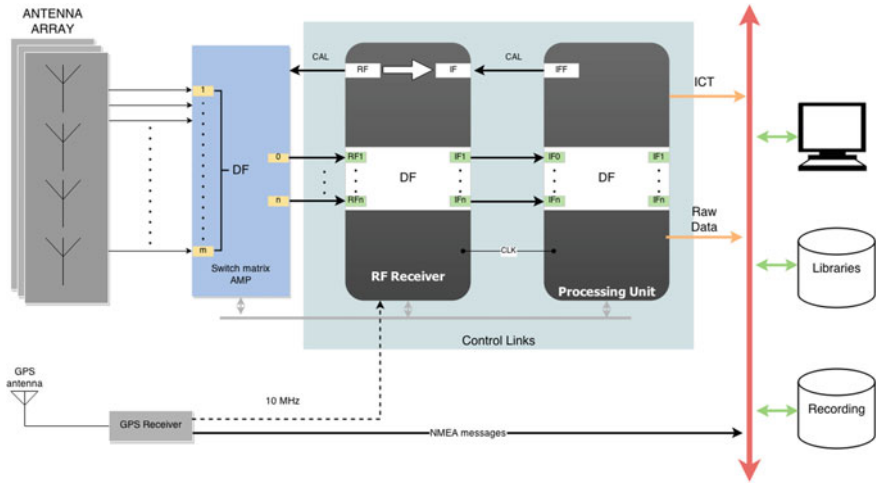 ANTENNA
ARRAY
CAL
CAL
RF
IF
IFF
ICT
1
DF
0
n
m
Switch matrix
AMP
RF1
RFn
DF
IF1
IFn
IF0
IFn
DF
IF1
IFn
CLK
RF Receiver
Processing Unit
Raw
Data
Libraries
Control Links
GPS
antenna
10 MHz
GPS Receiver
NMEA messages
Recording